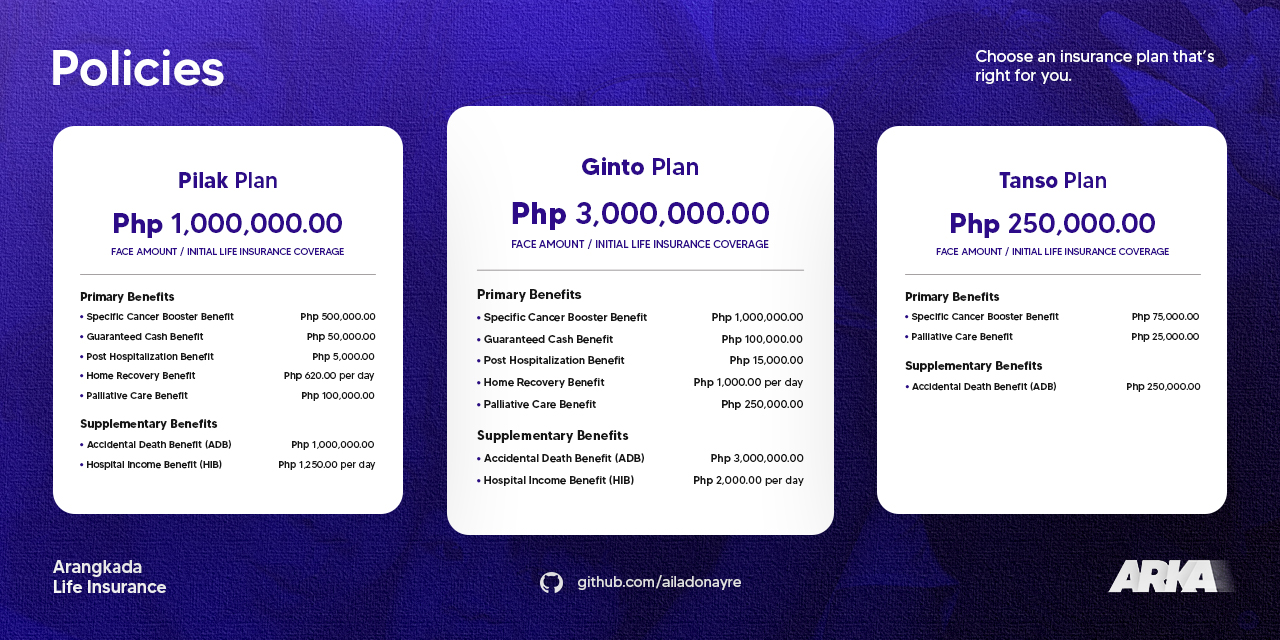 Policies
Choose an insurance plan that's
right for you.
Pilak Plan
Php 1,000,000.00
FACE AMOUNT / INITIAL LIFE INSURANCE COVERAGE
Primary Benefits
• Specific Cancer Booster Benefit Php 500,000.00
• Guaranteed Cash Benefit Php 50,000.00
• Post Hospitalization Benefit Php 5,000.00
• Home Recovery Benefit Php 620.00 per day
• Palliative Care Benefit Php 100,000.00
Supplementary Benefits
• Accidental Death Benefit (ADB) Php 1,000,000.00
• Hospital Income Benefit (HIB) Php 1,250.00 per day
Ginto Plan
Php 3,000,000.00
FACE AMOUNT / INITIAL LIFE INSURANCE COVERAGE
Primary Benefits
• Specific Cancer Booster Benefit Php 1,000,000.00
• Guaranteed Cash Benefit Php 100,000.00
• Post Hospitalization Benefit Php 15,000.00
• Home Recovery Benefit Php 1,000.00 per day
• Palliative Care Benefit Php 250,000.00
Supplementary Benefits
• Accidental Death Benefit (ADB) Php 3,000,000.00
• Hospital Income Benefit (HIB) Php 2,000.00 per day
Tanso Plan
Php 250,000.00
FACE AMOUNT / INITIAL LIFE INSURANCE COVERAGE
Primary Benefits
• Specific Cancer Booster Benefit Php 75,000.00
• Palliative Care Benefit Php 25,000.00
Supplementary Benefits
• Accidental Death Benefit (ADB) Php 250,000.00
Arangkada
Life Insurance
github.com/ailadonayre
ARKA